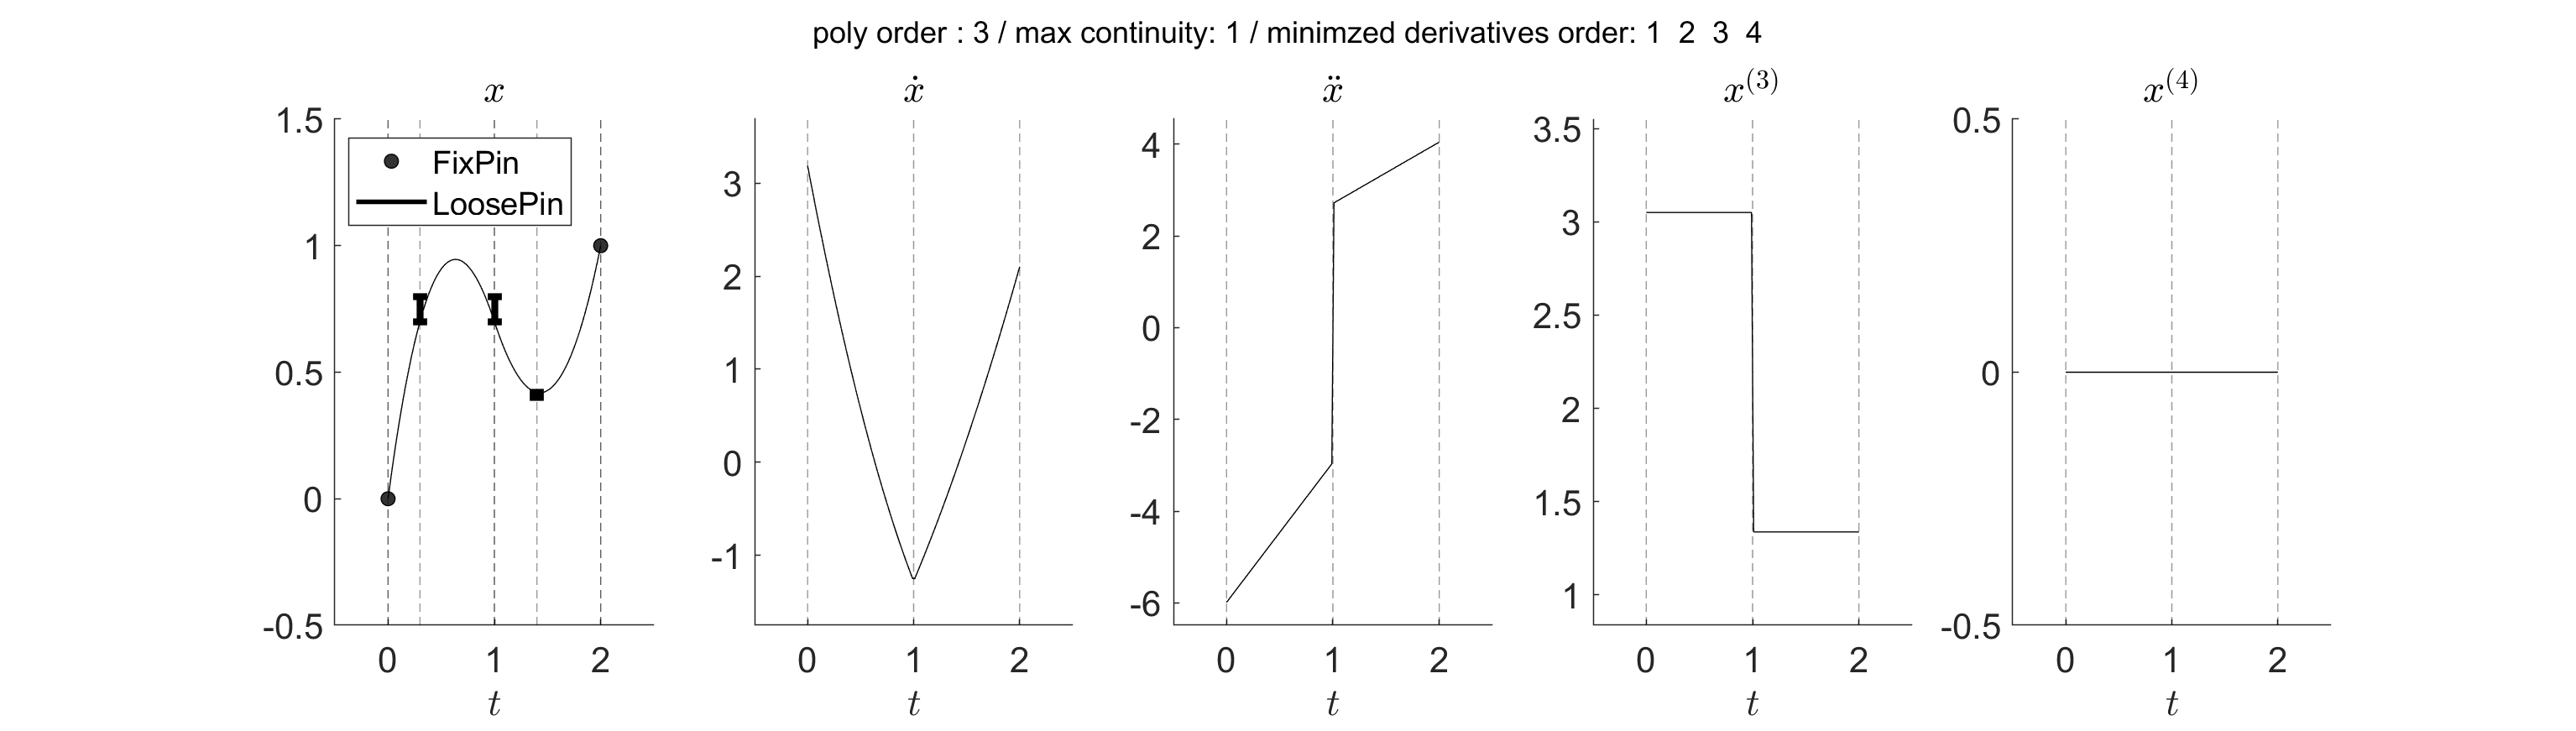 poly order : 3 / max continuity: 1 / minimzed derivatives order: 1 2 3 4
x
1.5
1
0.5
0
-0.5
FixPin
LoosePin
0 1 2
t
ẋ
3
2
1
0
-1
0 1 2
t
ẍ
4
2
0
-2
-4
-6
0 1 2
t
x^(3)
3.5
3
2.5
2
1.5
1
0 1 2
t
x^(4)
0.5
0
-0.5
0 1 2
t